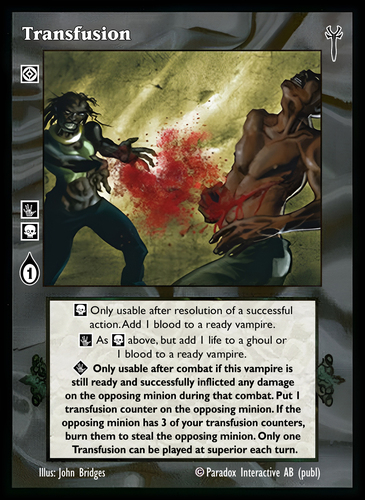 Transfusion
1
Only usable after resolution of a successful
action. Add 1 blood to a ready vampire.
As above, but add 1 life to a ghoul or
1 blood to a ready vampire.
Only usable after combat if this vampire is
still ready and successfully inflicted any damage
on the opposing minion during that combat. Put 1
transfusion counter on the opposing minion. If the
opposing minion has 3 of your transfusion counters,
burn them to steal the opposing minion. Only one
Transfusion can be played at superior each turn.
Illus: John Bridges © Paradox Interactive AB (publ)